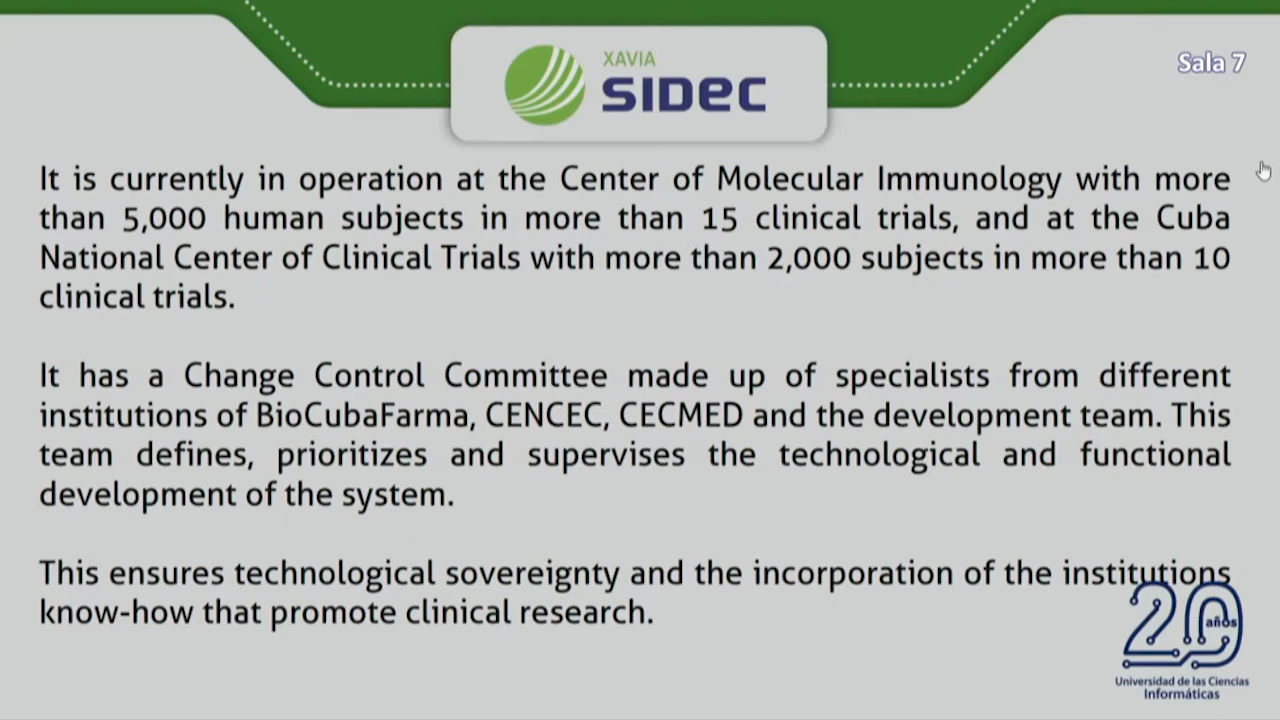 XAVIA
SIDEC
Sala 7
It is currently in operation at the Center of Molecular Immunology with more
than 5,000 human subjects in more than 15 clinical trials, and at the Cuba
National Center of Clinical Trials with more than 2,000 subjects in more than 10
clinical trials.
It has a Change Control Committee made up of specialists from different
institutions of BioCubaFarma, CENCEC, CECMED and the development team. This
team defines, prioritizes and supervises the technological and functional
development of the system.
This ensures technological sovereignty and the incorporation of the institutions
know-how that promote clinical research.
20
años
Universidad de las Ciencias
Informáticas